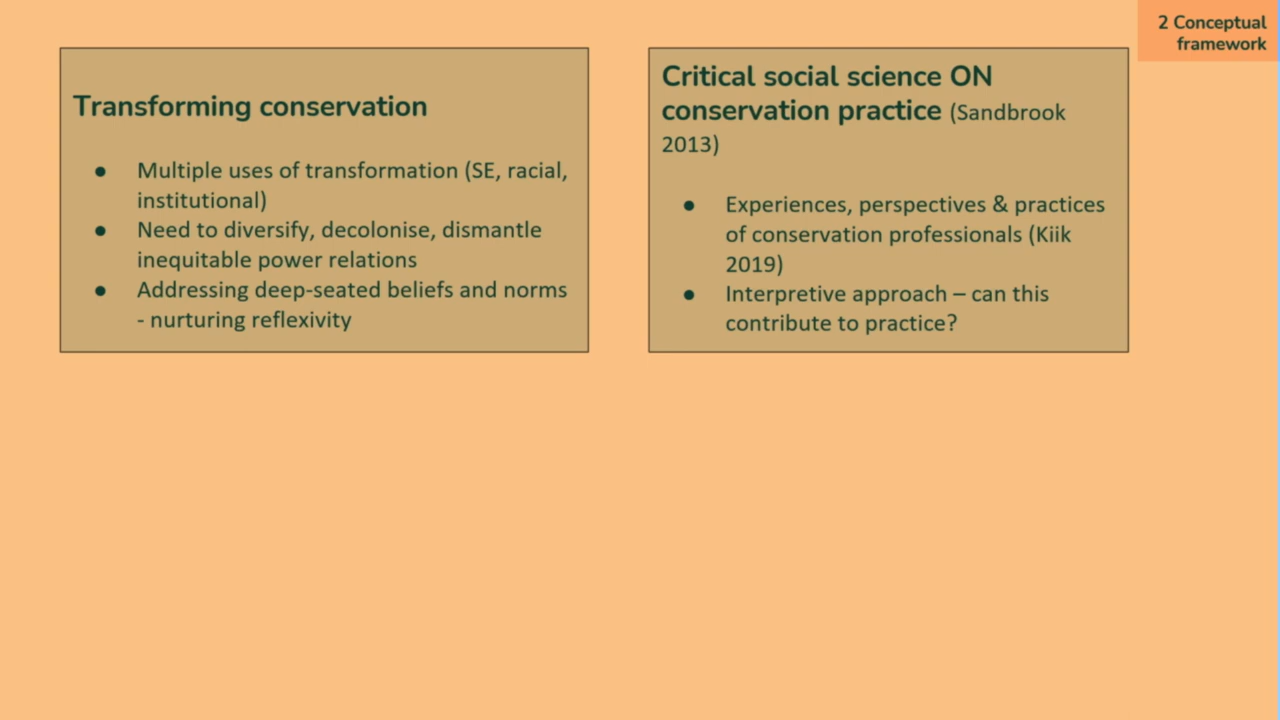 2 Conceptual
framework
Transforming conservation
● Multiple uses of transformation (SE, racial,
institutional)
● Need to diversify, decolonise, dismantle
inequitable power relations
● Addressing deep-seated beliefs and norms
- nurturing reflexivity
Critical social science ON
conservation practice (Sandbrook
2013)
● Experiences, perspectives & practices
of conservation professionals (Kiik
2019)
● Interpretive approach – can this
contribute to practice?